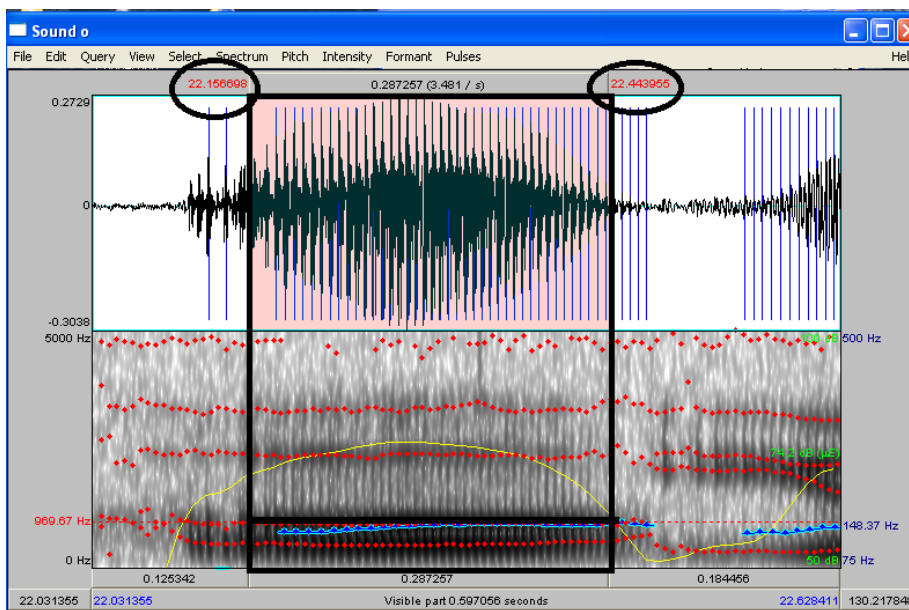 Sound o
File Edit Query View Select Spectrum Pitch Intensity Formant Pulses Hel
22.156698 0.287257 (3.481 / s) 22.443955
0.2729
0
-0.3038
5000 Hz 500 Hz
74.2 dB (µE)
969.67 Hz 148.37 Hz
0 Hz 50 dB 75 Hz
0.125342 0.287257 0.184456
22.031355 22.031355 Visible part 0.597056 seconds 22.628411 130.217848